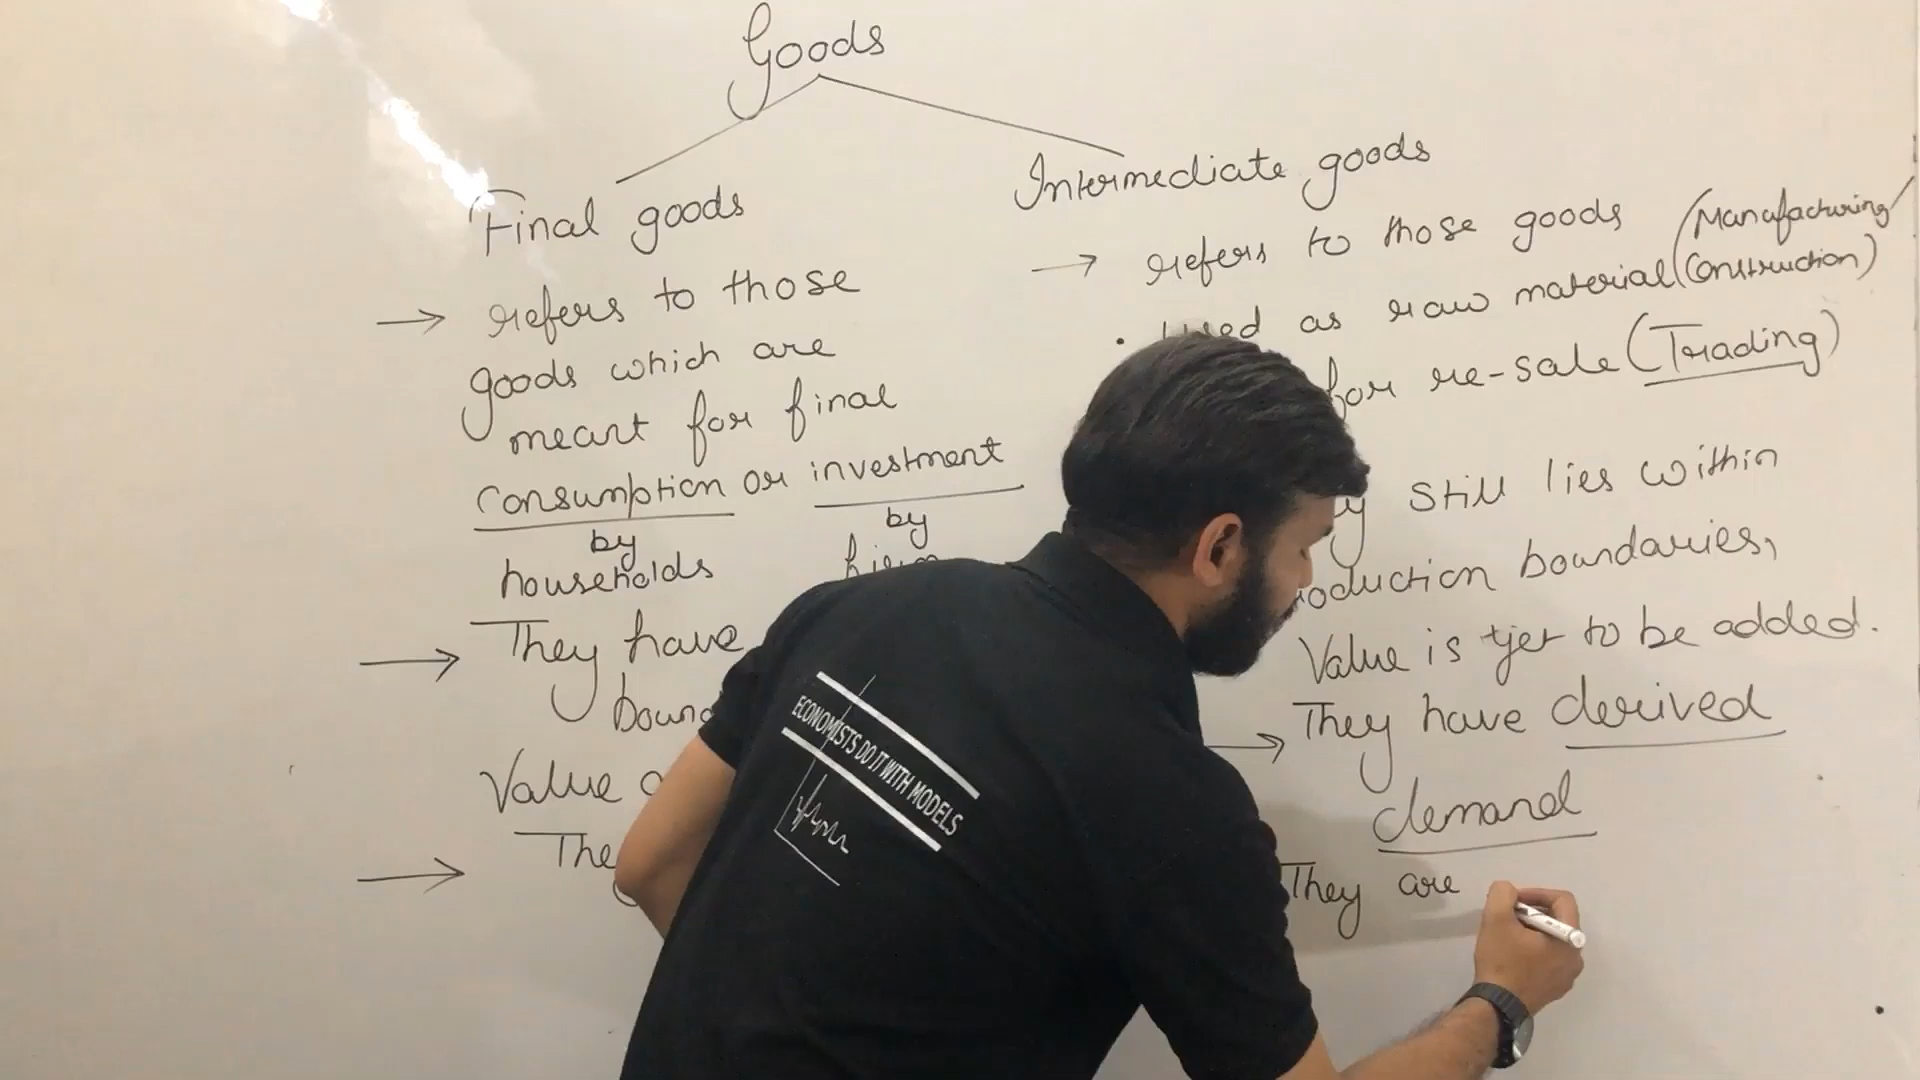 Goods
Final goods
→ refers to those
goods which are
meant for final
consumption or investment
by
households
by
They have
Value
Intermediate goods
→ refers to those goods (Manufacturing/
• Used as raw material (Construction)
for re-sale (Trading)
still lies within
boundaries,
Value is yet to be added.
→ They have derived
demand
They are
ECONOMISTS DO IT WITH MODELS